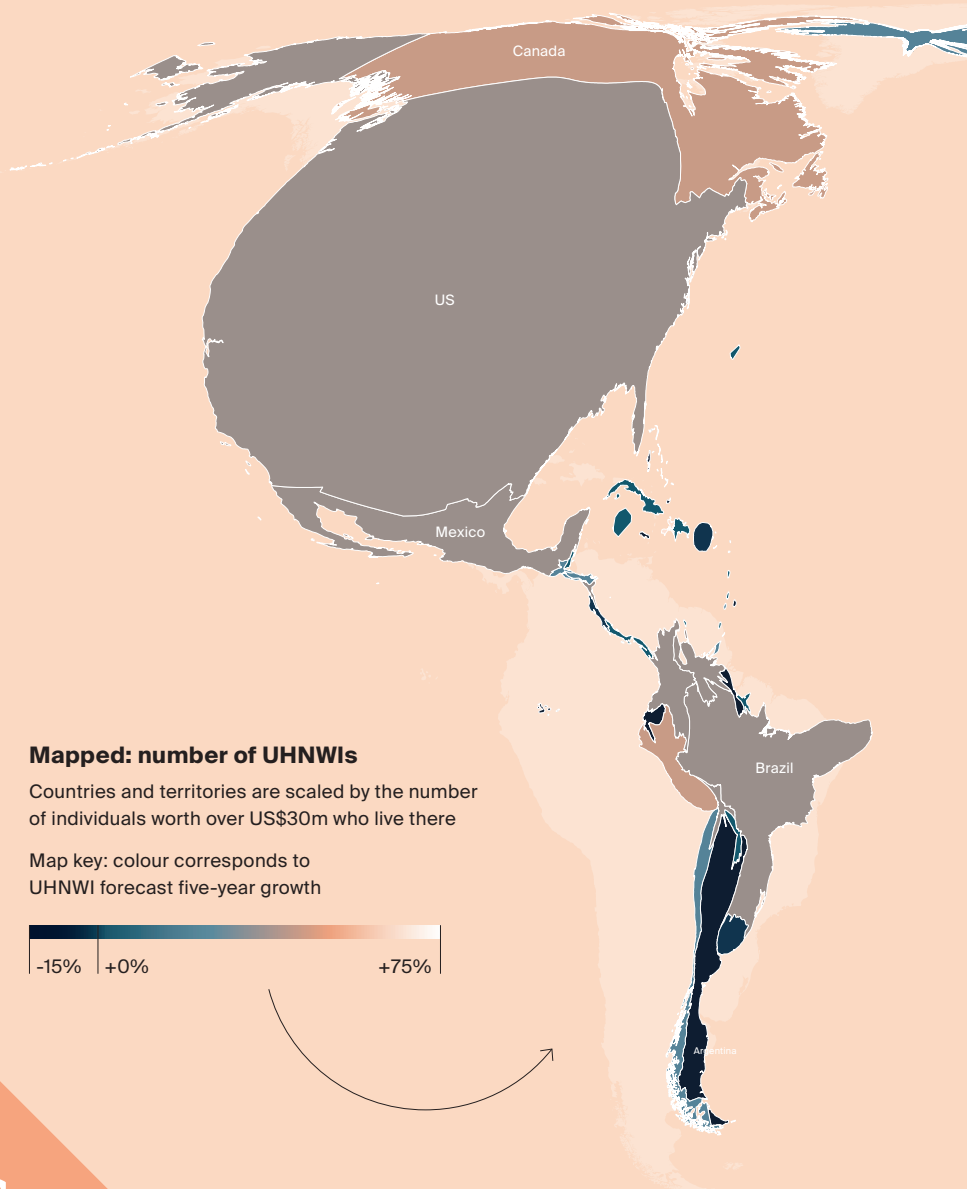 Canada
US
Mexico
Mapped: number of UHNWIs
Countries and territories are scaled by the number
of individuals worth over US$30m who live there
Brazil
Map key: colour corresponds to
UHNWI forecast five-year growth
-15%
+0%
+75%
Argentina